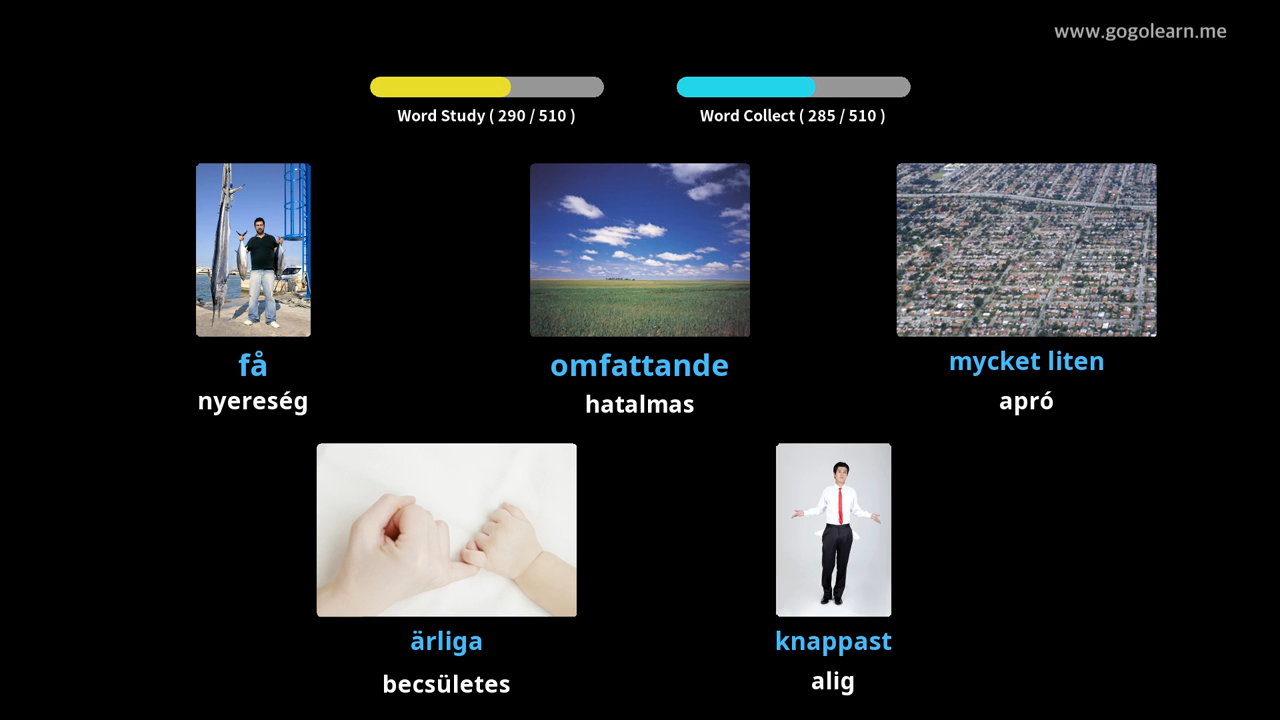 www.gogolearn.me
Word Study ( 290 / 510 )
Word Collect ( 285 / 510 )
få
nyereség
omfattande
hatalmas
mycket liten
apró
ärliga
becsületes
knappast
alig